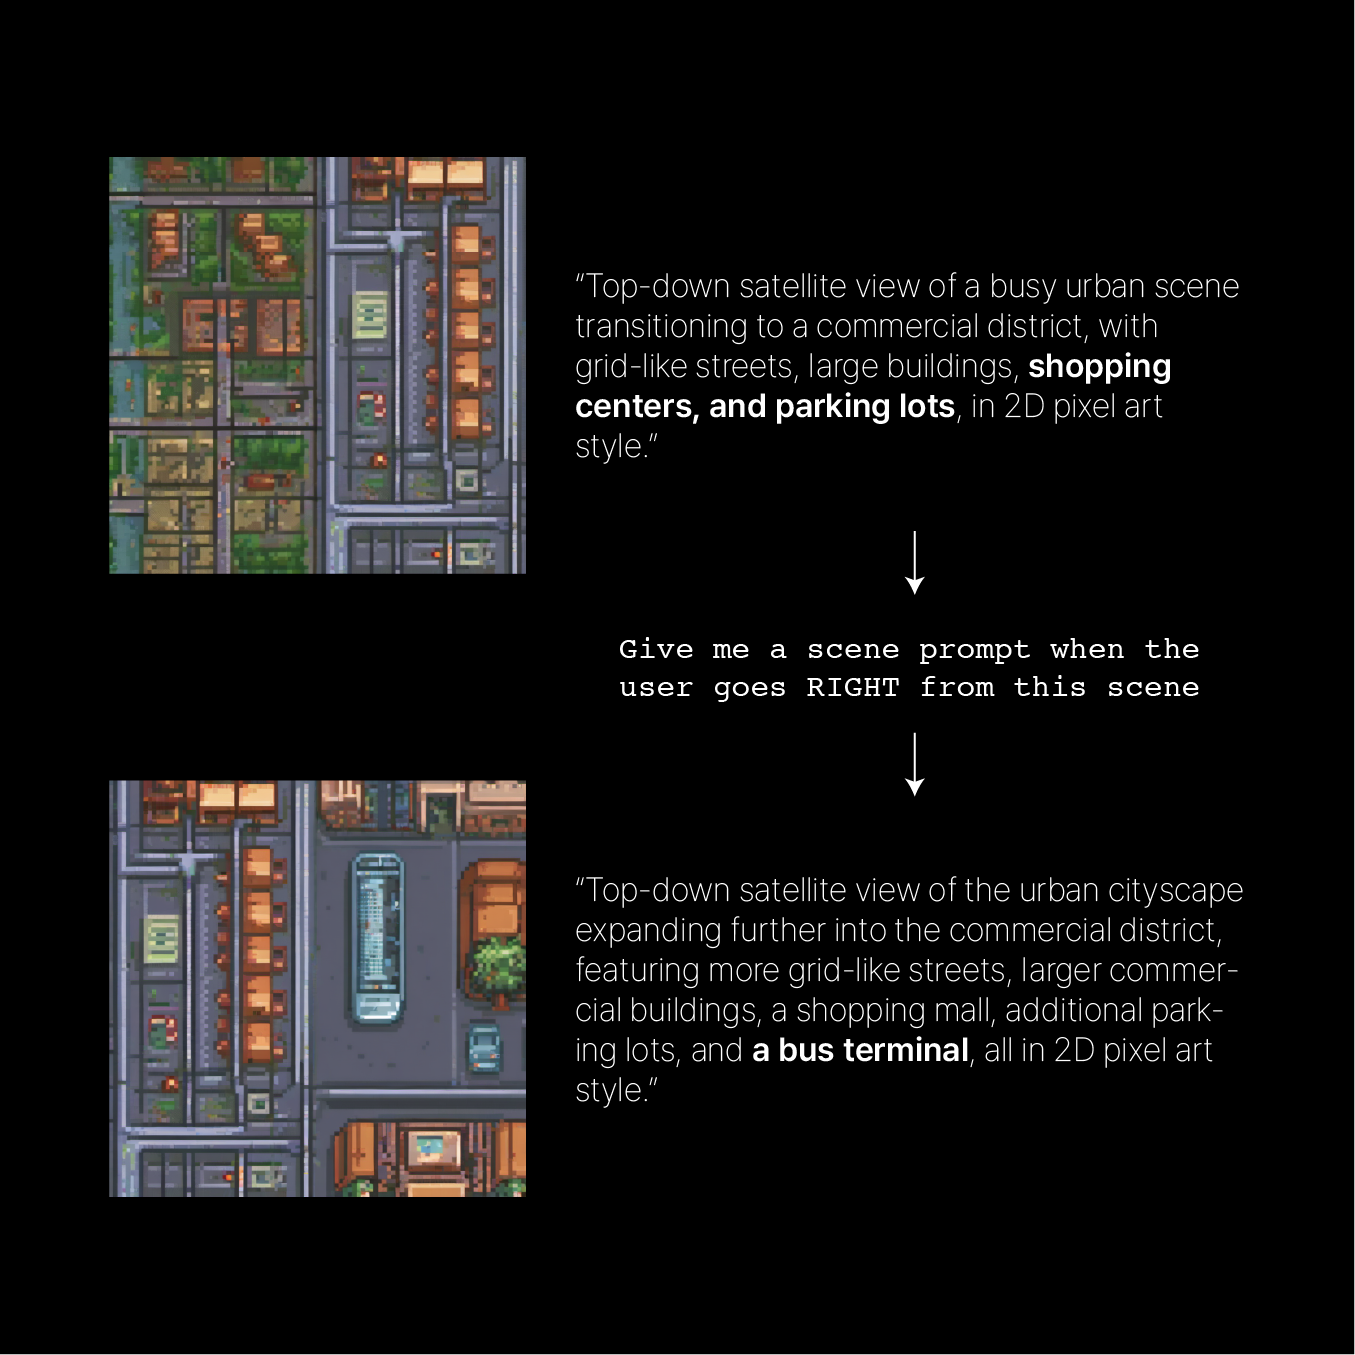 “Top-down satellite view of a busy urban scene
transitioning to a commercial district, with
grid-like streets, large buildings, shopping
centers, and parking lots, in 2D pixel art
style.”
Give me a scene prompt when the
user goes RIGHT from this scene
“Top-down satellite view of the urban cityscape
expanding further into the commercial district,
featuring more grid-like streets, larger commer-
cial buildings, a shopping mall, additional park-
ing lots, and a bus terminal, all in 2D pixel art
style.”